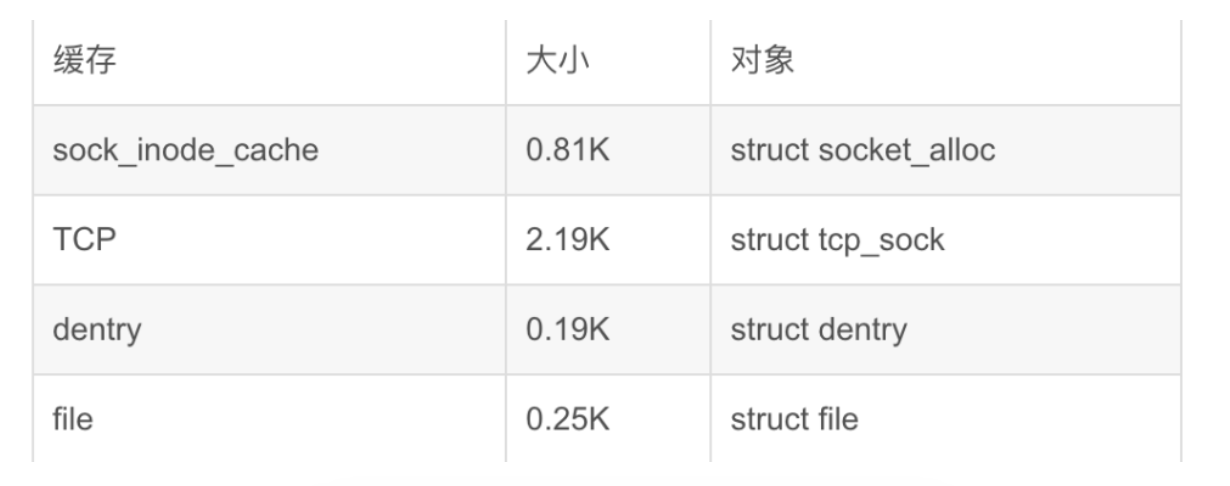 缓存 大小 对象
sock_inode_cache 0.81K struct socket_alloc
TCP 2.19K struct tcp_sock
dentry 0.19K struct dentry
file 0.25K struct file